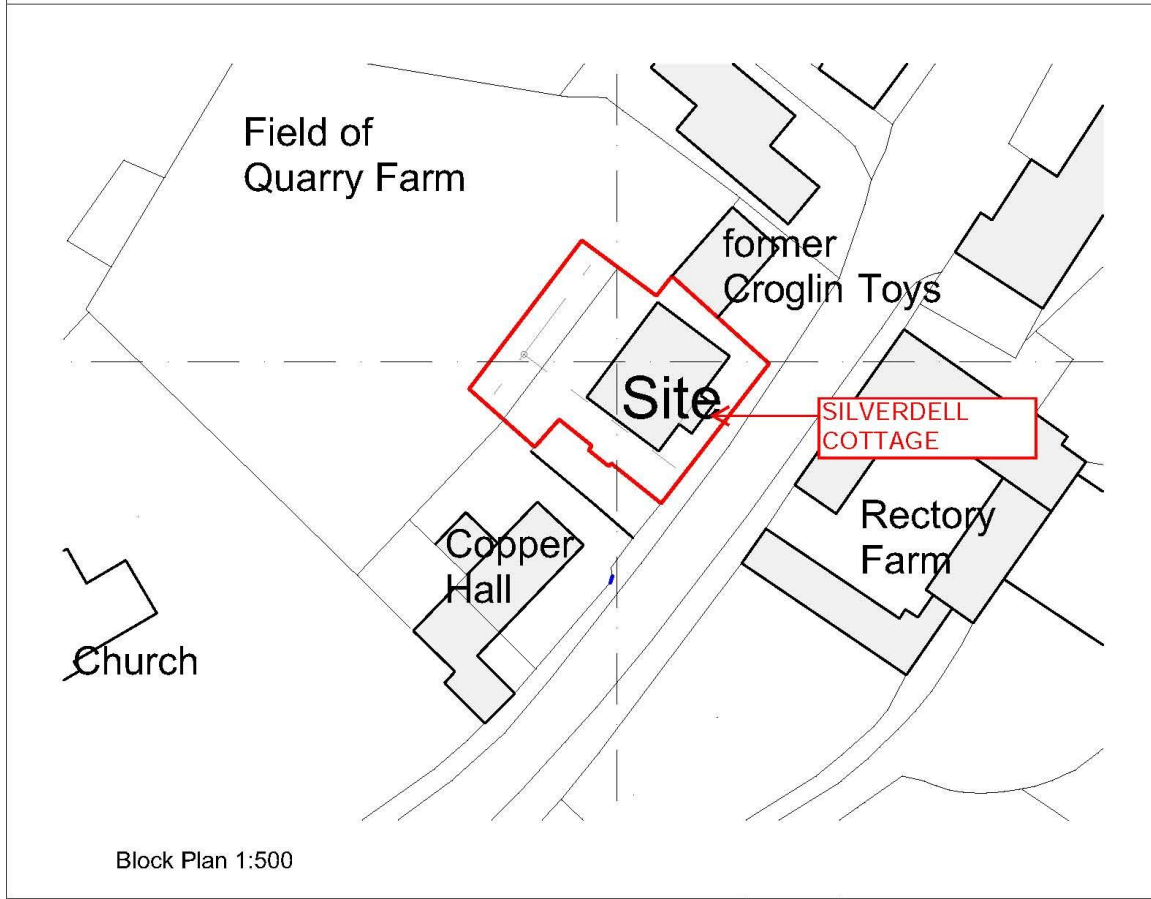 Field of
Quarry Farm
former
Croglin Toys
Site
SILVERDELL
COTTAGE
Rectory
Farm
Copper
Hall
Church
Block Plan 1:500